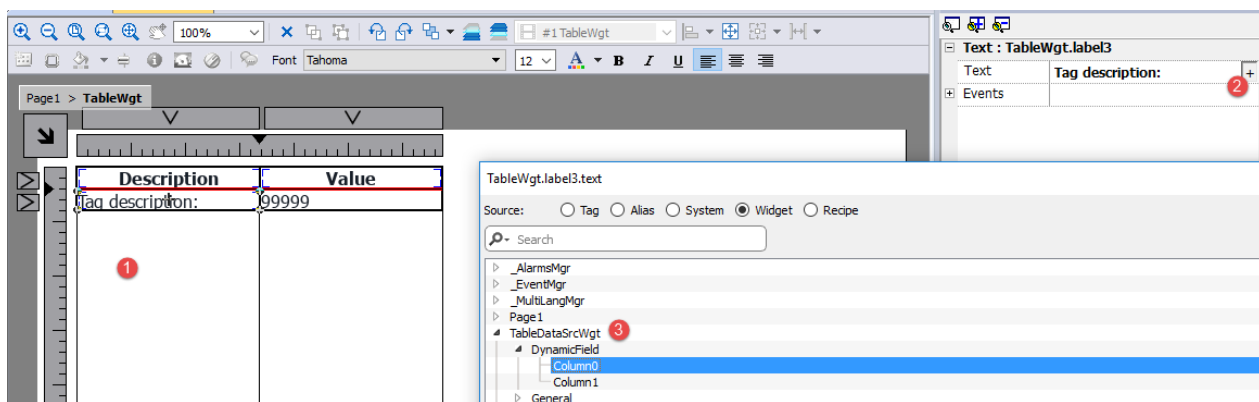 100%
#1 TableWgt
Font Tahoma
12
A B I U
Page1 > TableWgt
Description Value
Tag description: 99999
1
Text : TableWgt.label3
Text Tag description: +
2
Events
TableWgt.label3.text
Source: Tag Alias System Widget Recipe
Search
_AlarmsMgr
_EventMgr
_MultiLangMgr
Page1
TableDataSrcWgt 3
DynamicField
Column0
Column1
General